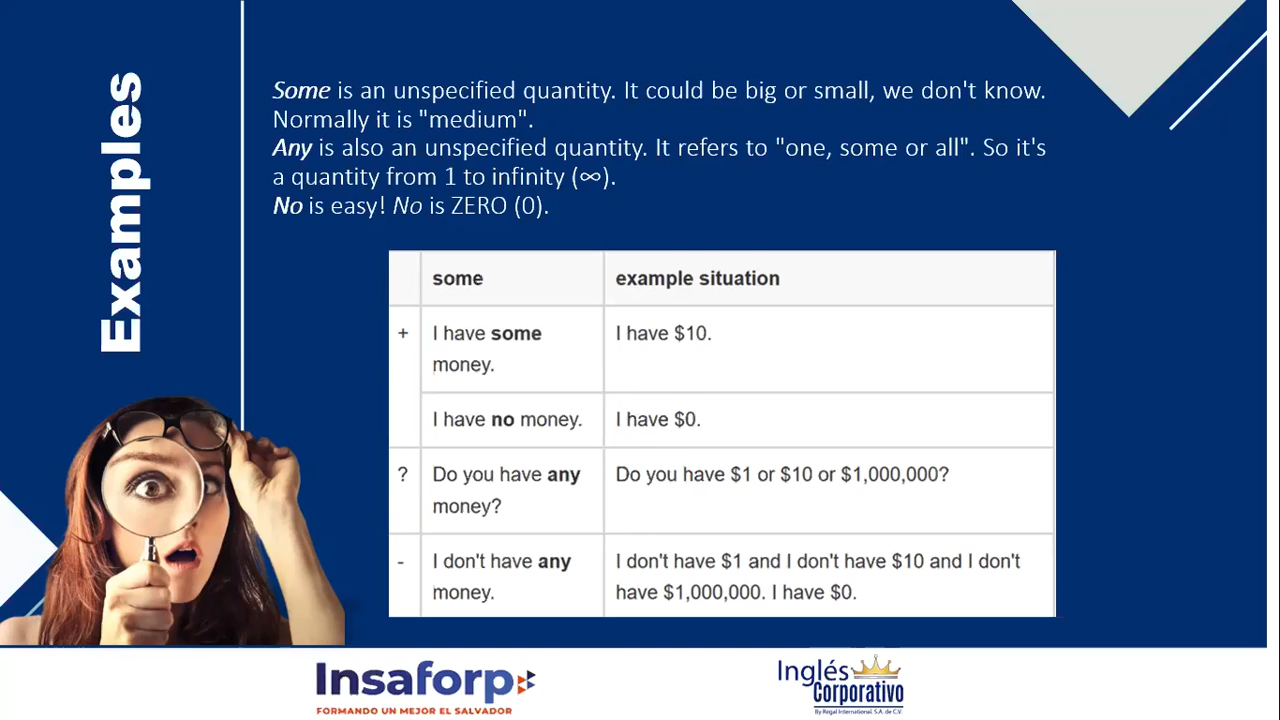 Examples
Some is an unspecified quantity. It could be big or small, we don't know.
Normally it is "medium".
Any is also an unspecified quantity. It refers to "one, some or all". So it's
a quantity from 1 to infinity (∞).
No is easy! No is ZERO (0).
some
example situation
+
I have some
money.
I have $10.
I have no money.
I have $0.
?
Do you have any
money?
Do you have $1 or $10 or $1,000,000?
-
I don't have any
money.
I don't have $1 and I don't have $10 and I don't
have $1,000,000. I have $0.
Insaforp
FORMANDO UN MEJOR EL SALVADOR
Inglés
Corporativo
By Regal International, S.A. de C.V.